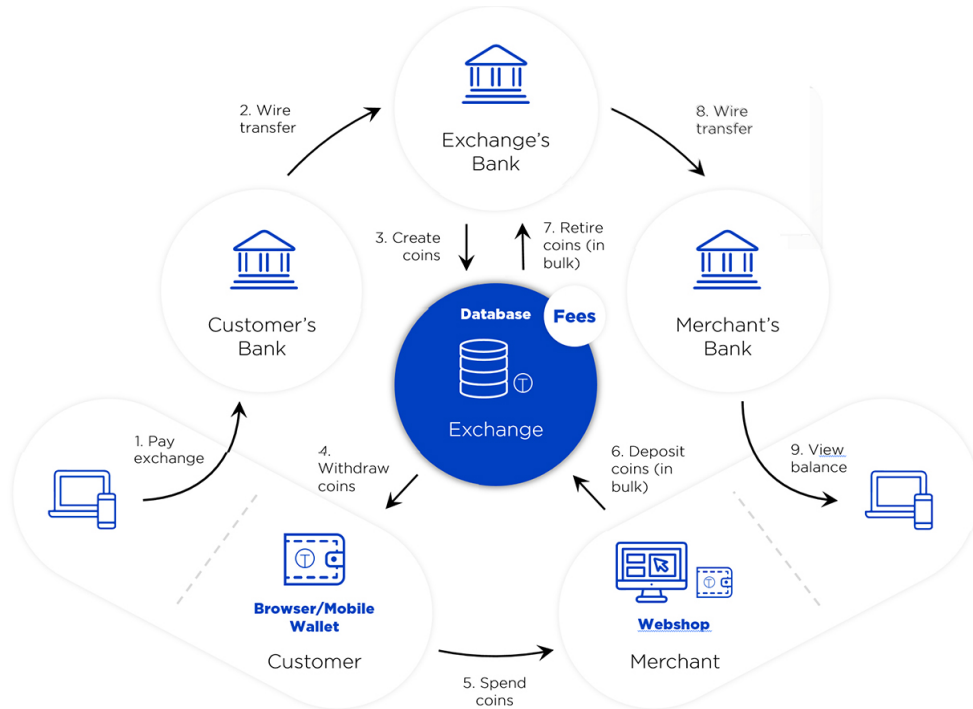 2. Wire
transfer
Exchange's
Bank
8. Wire
transfer
3. Create
coins
7. Retire
coins (in
bulk)
Customer's
Bank
Database
Fees
Merchant's
Bank
T
Exchange
1. Pay
exchange
4.
Withdraw
coins
6. Deposit
coins (in
bulk)
9. View
balance
T
Browser/Mobile
Wallet
Customer
T
Webshop
Merchant
5. Spend
coins